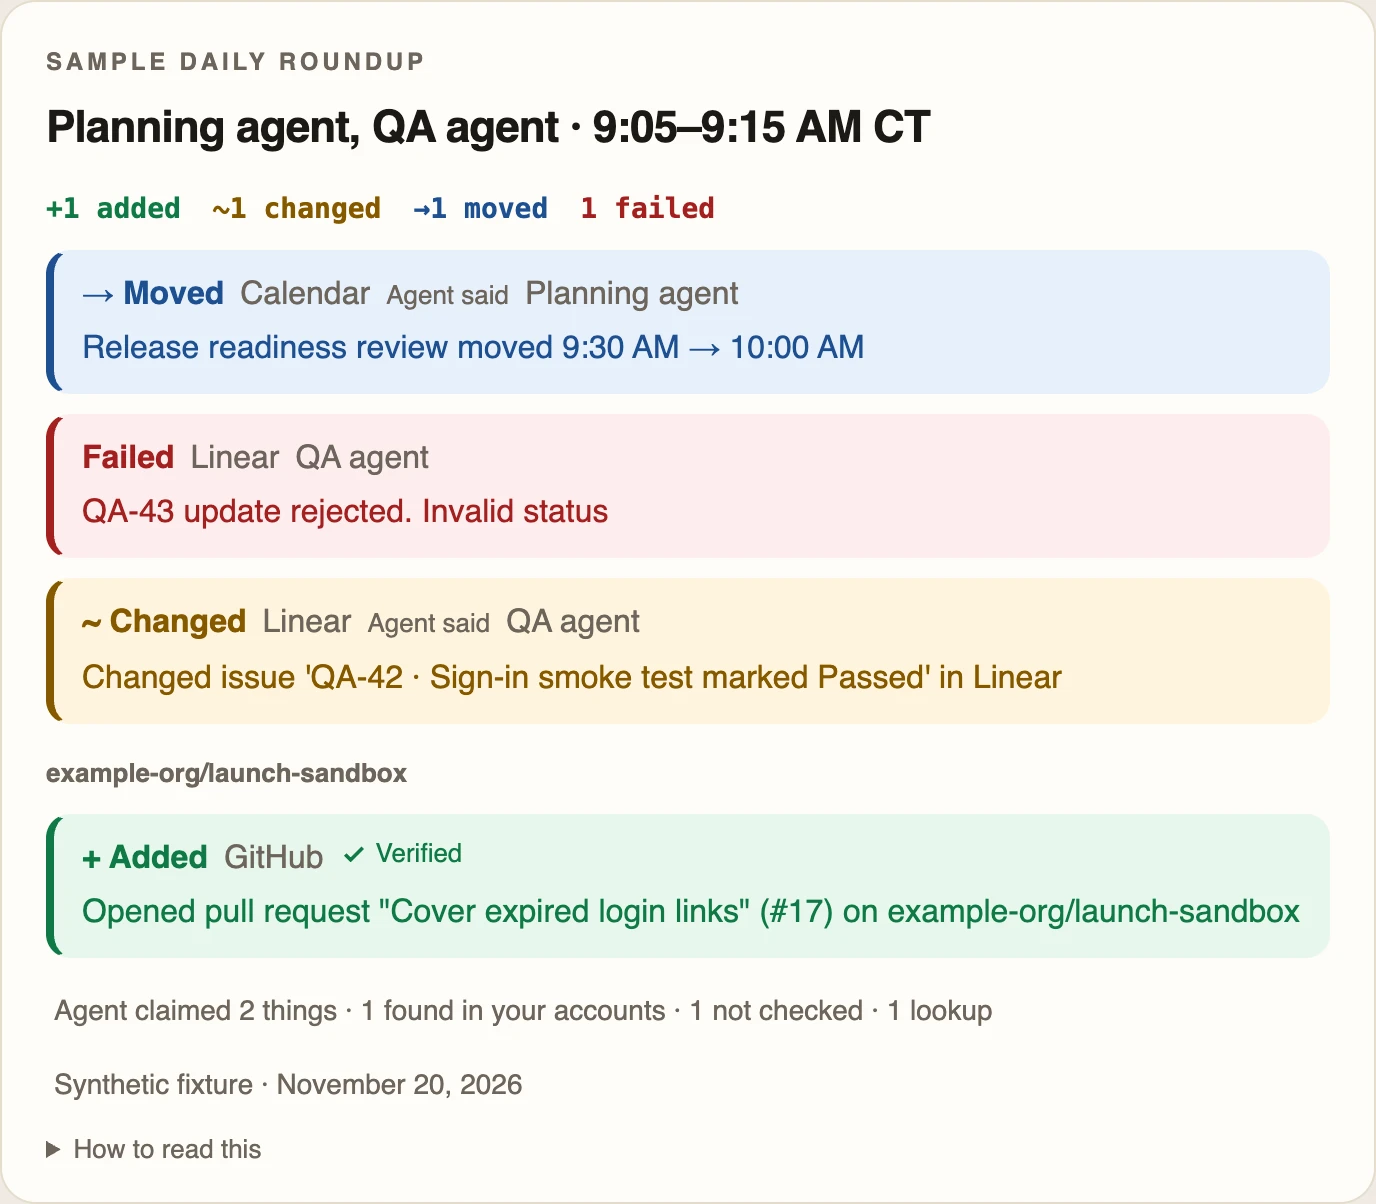 SAMPLE DAILY ROUNDUP
Planning agent, QA agent · 9:05–9:15 AM CT
+1 added ~1 changed →1 moved 1 failed
→ Moved Calendar Agent said Planning agent
Release readiness review moved 9:30 AM → 10:00 AM
Failed Linear QA agent
QA-43 update rejected. Invalid status
~ Changed Linear Agent said QA agent
Changed issue 'QA-42 · Sign-in smoke test marked Passed' in Linear
example-org/launch-sandbox
+ Added GitHub ✓ Verified
Opened pull request "Cover expired login links" (#17) on example-org/launch-sandbox
Agent claimed 2 things · 1 found in your accounts · 1 not checked · 1 lookup
Synthetic fixture · November 20, 2026
▶ How to read this